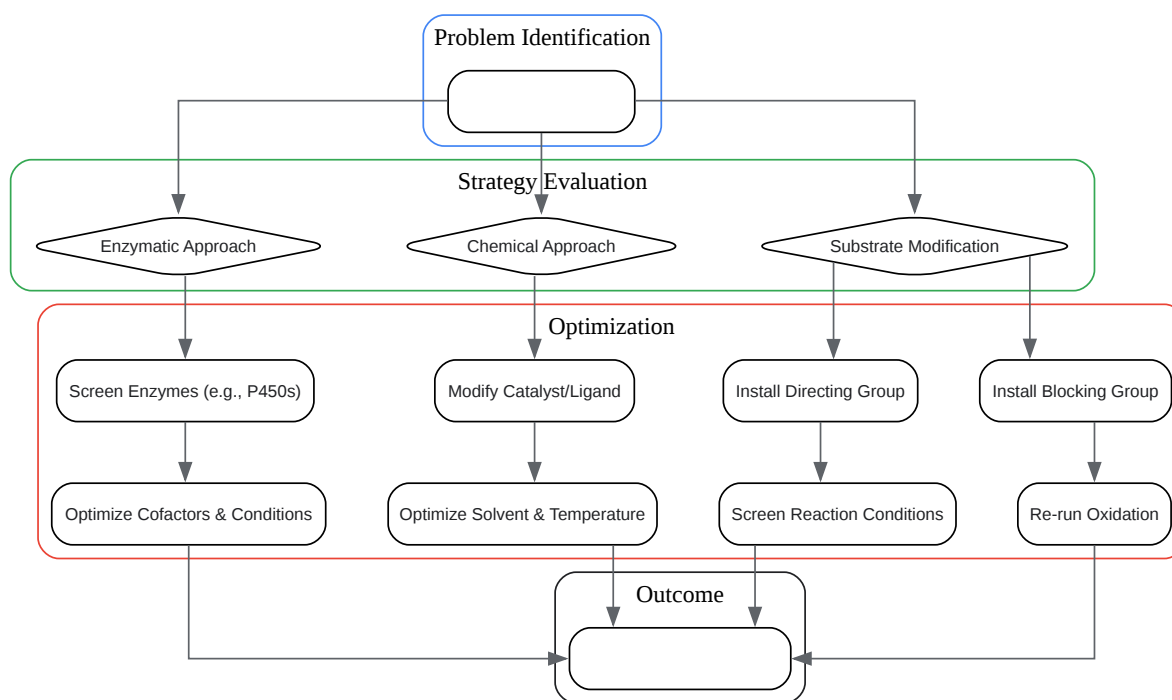 Problem Identification
Strategy Evaluation
Enzymatic Approach
Chemical Approach
Substrate Modification
Optimization
Screen Enzymes (e.g., P450s)
Modify Catalyst/Ligand
Install Directing Group
Install Blocking Group
Optimize Cofactors & Conditions
Optimize Solvent & Temperature
Screen Reaction Conditions
Re-run Oxidation
Outcome